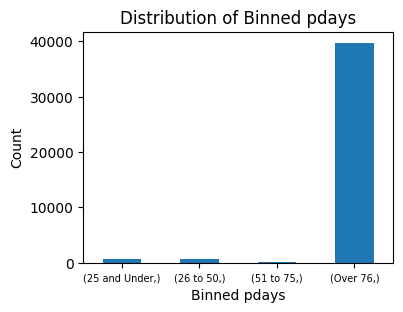 Distribution of Binned pdays
40000
30000
20000
10000
0
Count
(25 and Under,) (26 to 50,) (51 to 75,) (Over 76,)
Binned pdays